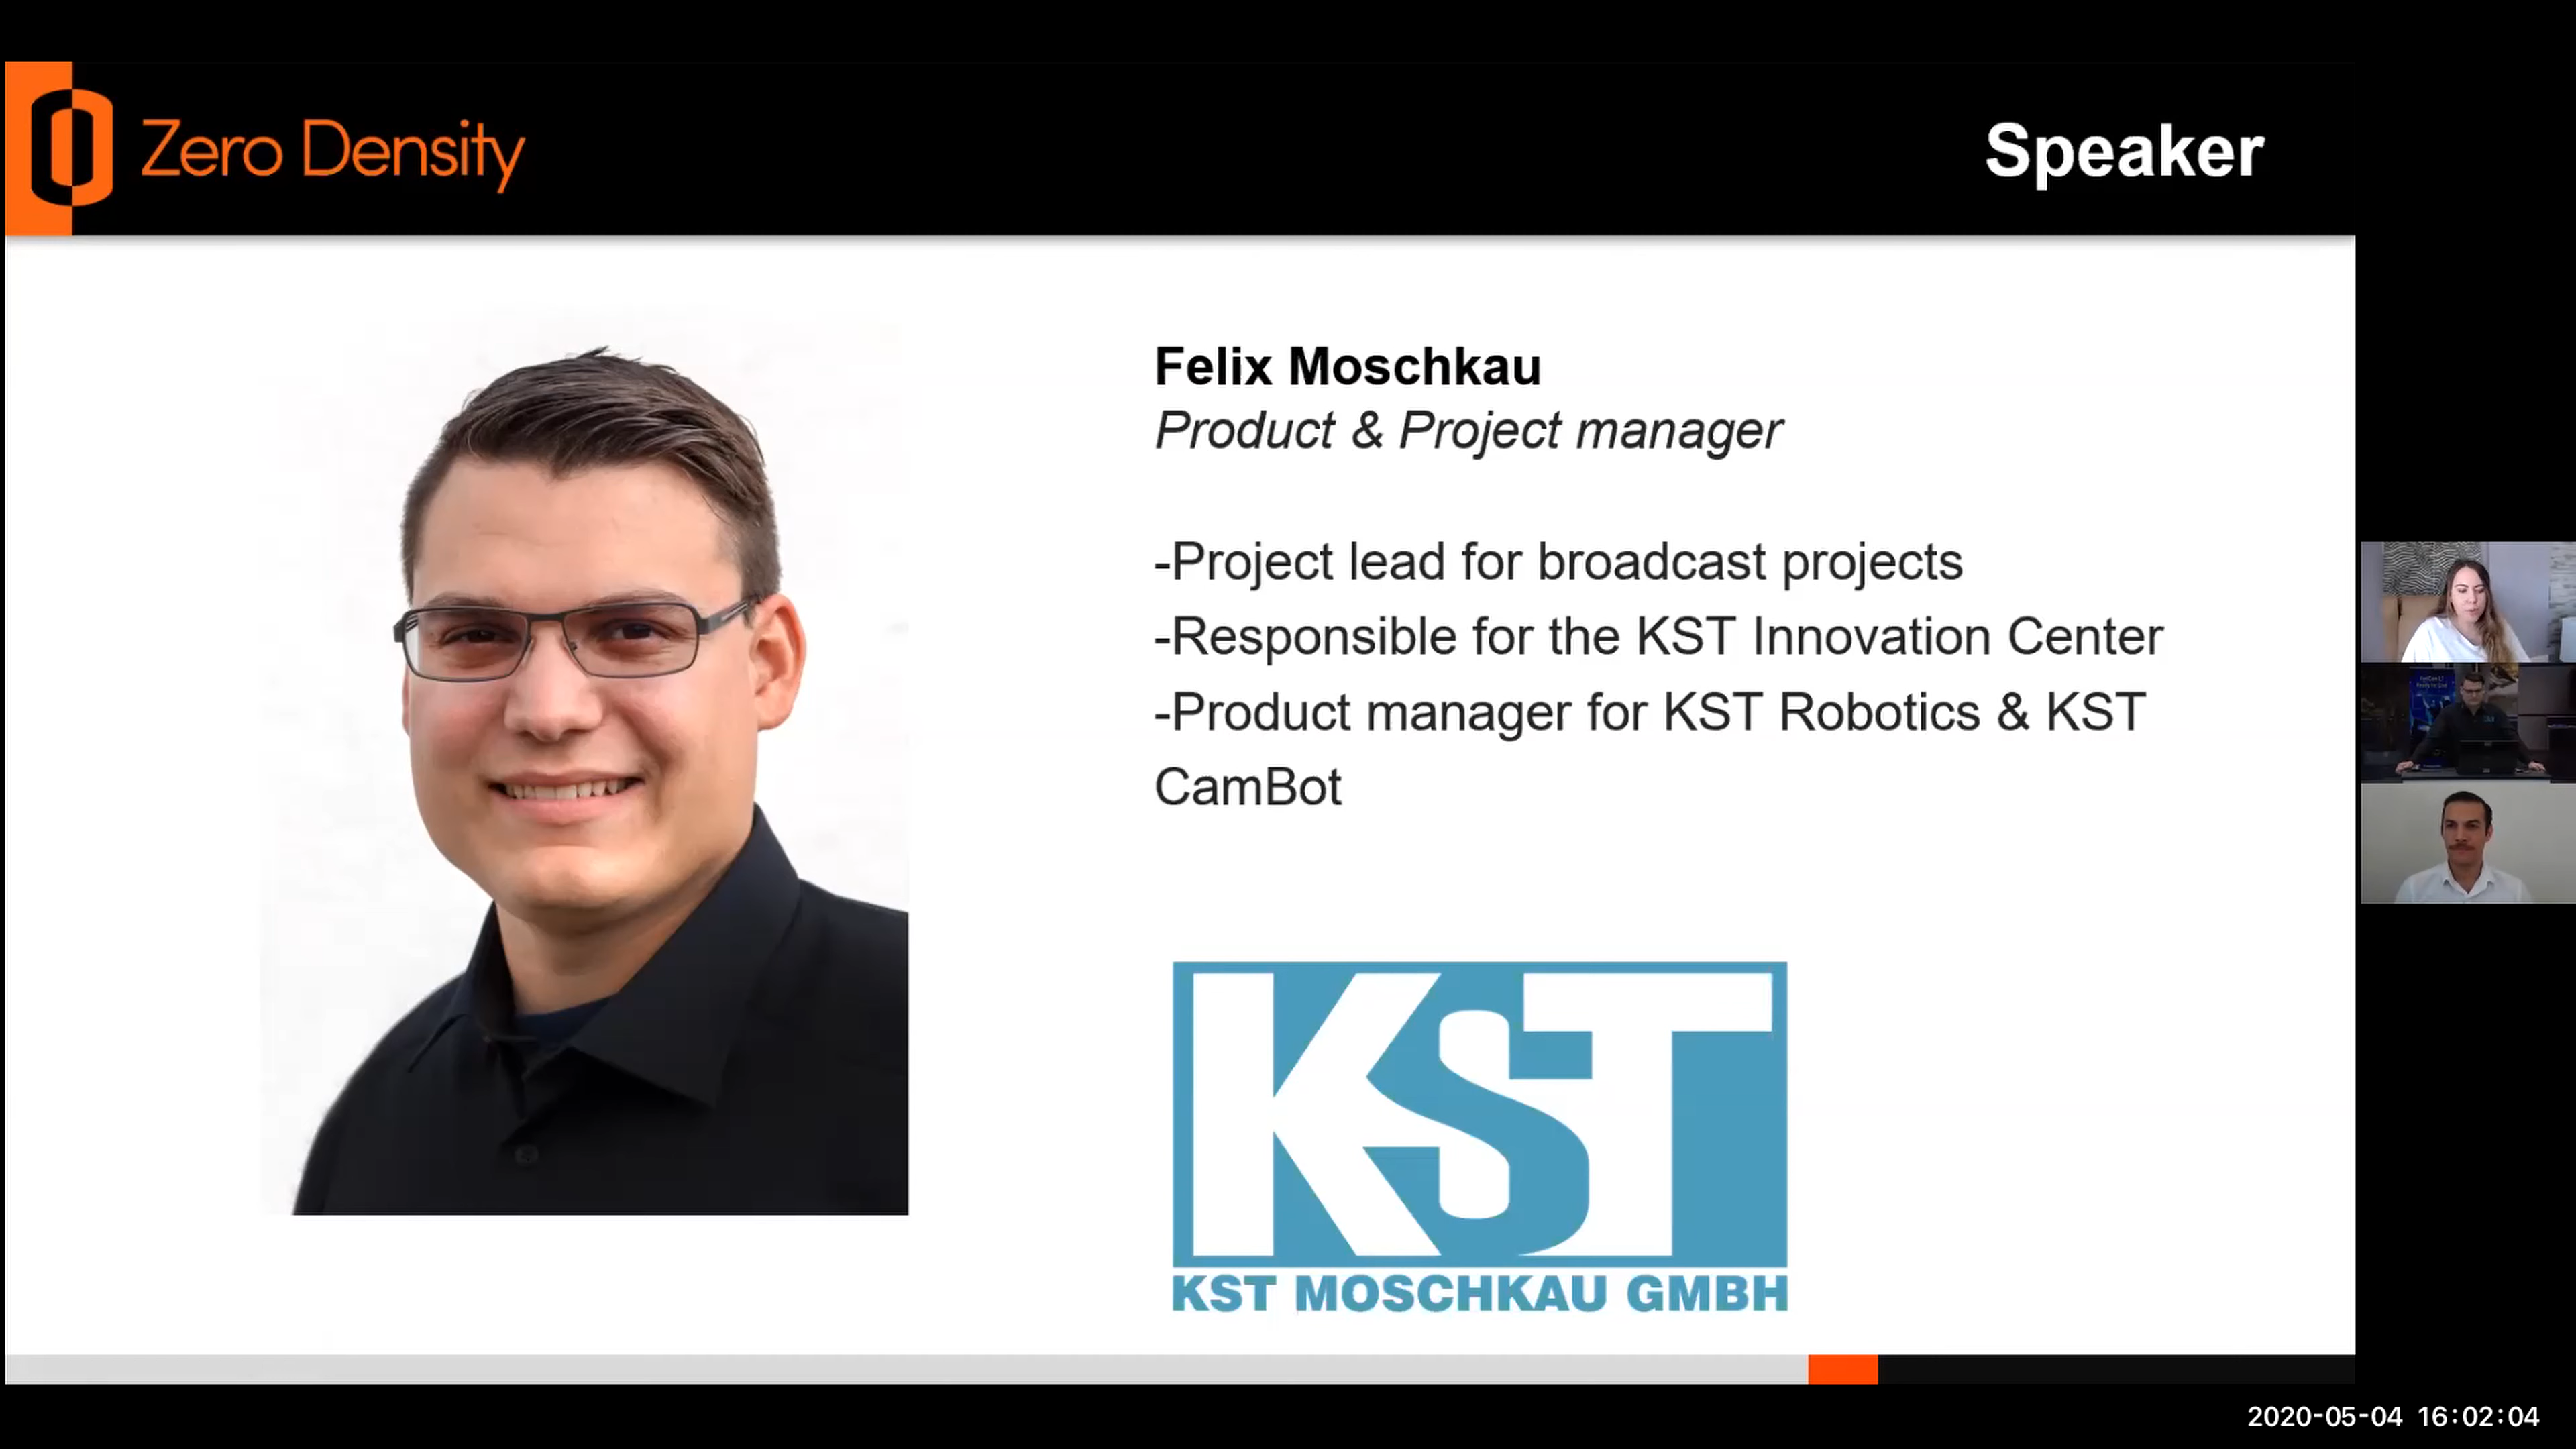 Zero Density
Speaker
Felix Moschkau
Product & Project manager
-Project lead for broadcast projects
-Responsible for the KST Innovation Center
-Product manager for KST Robotics & KST
CamBot
KST
KST MOSCHKAU GMBH
2020-05-04 16:02:04